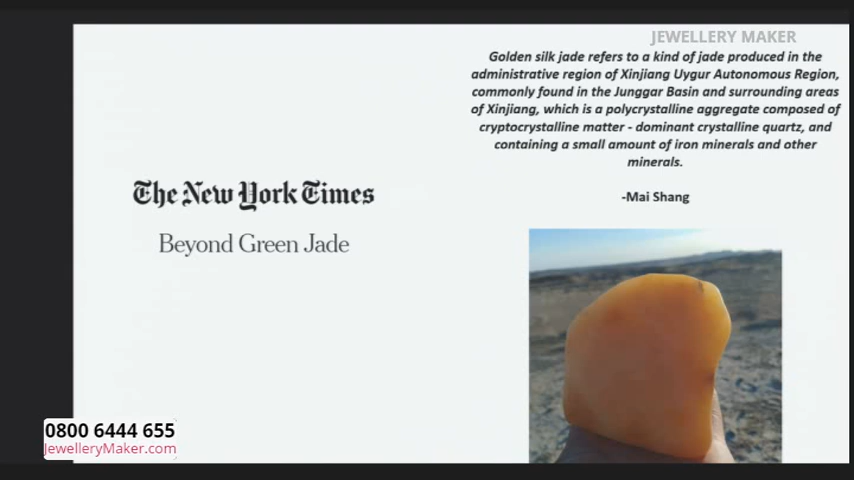 JEWELLERY MAKER
Golden silk jade refers to a kind of jade produced in the
administrative region of Xinjiang Uygur Autonomous Region,
commonly found in the Junggar Basin and surrounding areas
of Xinjiang, which is a polycrystalline aggregate composed of
cryptocrystalline matter - dominant crystalline quartz, and
containing a small amount of iron minerals and other
minerals.
-Mai Shang
The New York Times
Beyond Green Jade
0800 6444 655
JewelleryMaker.com